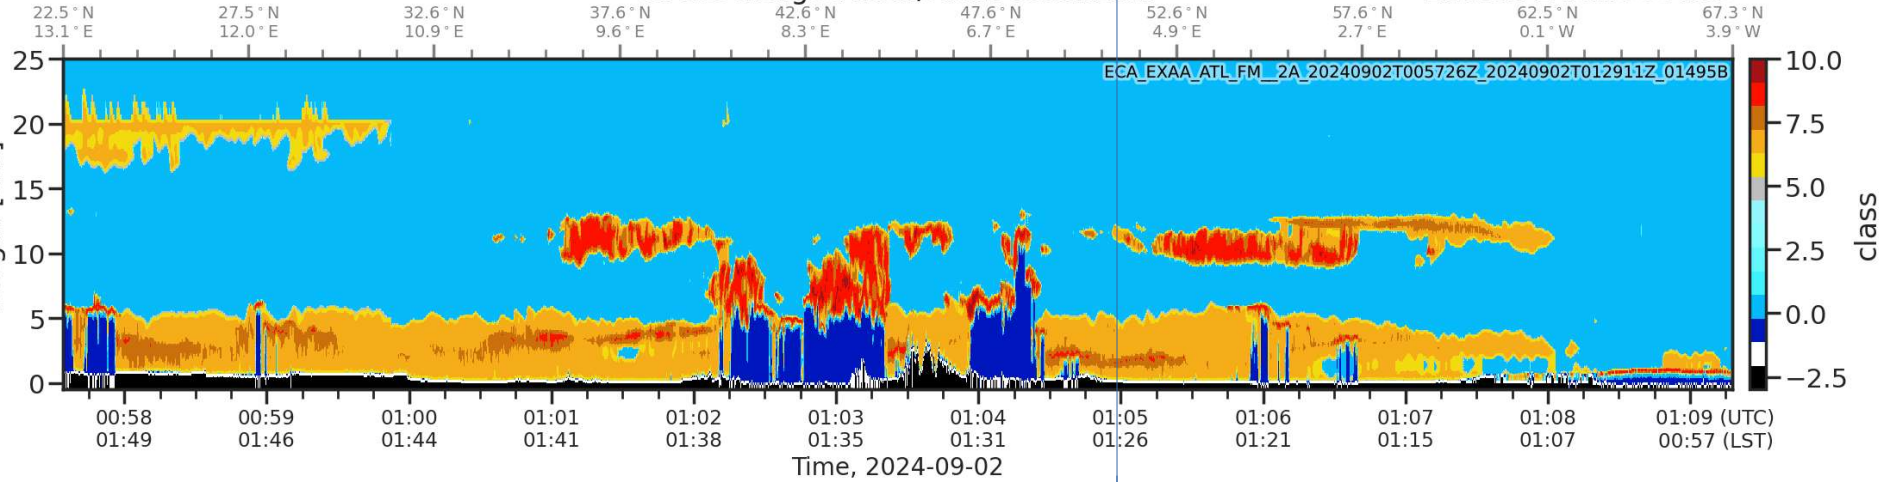 22.5°N 27.5°N 32.6°N 37.6°N 42.6°N 47.6°N 52.6°N 57.6°N 62.5°N 67.3°N
13.1°E 12.0°E 10.9°E 9.6°E 8.3°E 6.7°E 4.9°E 2.7°E 0.1°W 3.9°W
ECA_EXAA_ATL_FM__2A_20240902T005726Z_20240902T012911Z_01495B
25
20
15
10
5
0
10.0
7.5
5.0
2.5
0.0
−2.5
class
00:58 00:59 01:00 01:01 01:02 01:03 01:04 01:05 01:06 01:07 01:08 01:09 (UTC)
01:49 01:46 01:44 01:41 01:38 01:35 01:31 01:26 01:21 01:15 01:07 00:57 (LST)
Time, 2024-09-02